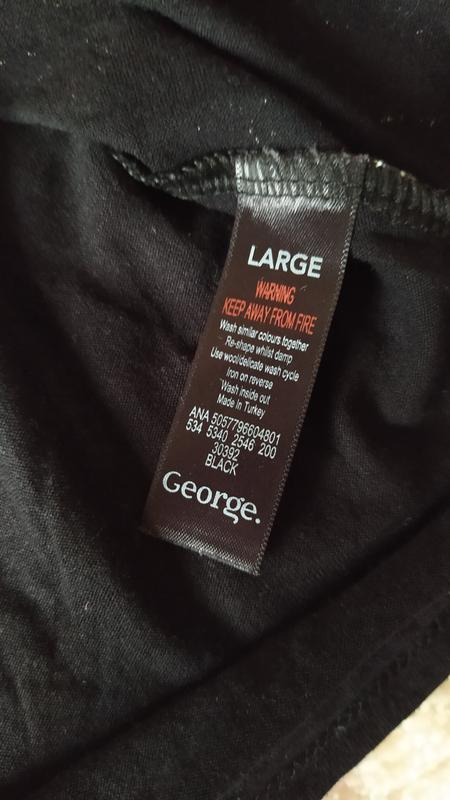 LARGE
WARNING
KEEP AWAY FROM FIRE
Wash similar colours together
Re-shape whilst damp
Use wool/delicate wash cycle
Iron on reverse
Wash inside out
Made in Turkey
ANA 5057796604801
534 5340 2546 200
30392
BLACK
George.